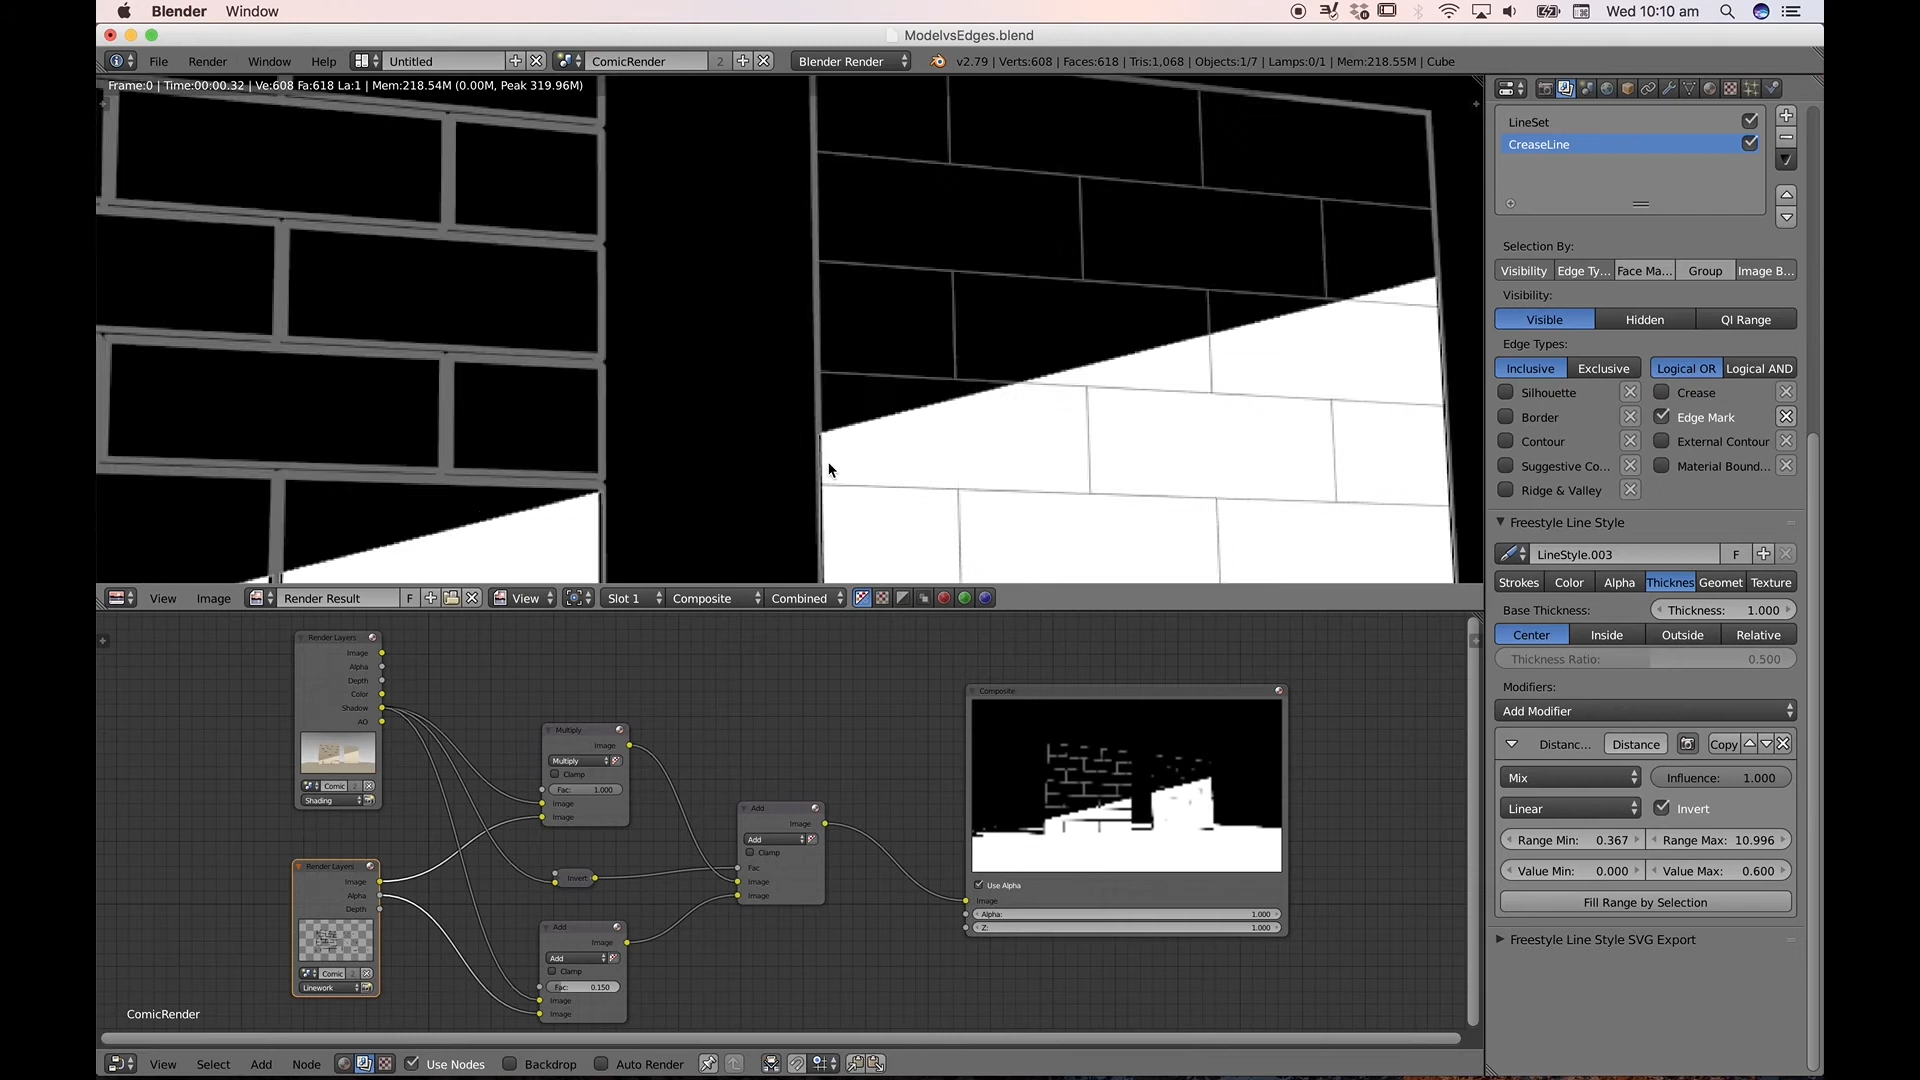 Blender Window Wed 10:10 am
ModelvsEdges.blend
File Render Window Help Untitled ComicRender 2 Blender Render v2.79 | Verts:608 | Faces:618 | Tris:1,068 | Objects:1/7 | Lamps:0/1 | Mem:218.55M | Cube
Frame:0 | Time:00:00.32 | Ve:608 Fa:618 La:1 | Mem:218.54M (0.00M, Peak 319.96M)
LineSet
CreaseLine
Selection By:
Visibility Edge Ty... Face Ma... Group Image B...
Visibility:
Visible Hidden QI Range
Edge Types:
Inclusive Exclusive Logical OR Logical AND
Silhouette Crease
Border Edge Mark
Contour External Contour
Suggestive Co... Material Bound...
Ridge & Valley
Freestyle Line Style
LineStyle.003 F
Strokes Color Alpha Thicknes Geomet Texture
Base Thickness: Thickness: 1.000
Center Inside Outside Relative
Thickness Ratio: 0.500
Modifiers:
Add Modifier
Distanc... Distance Copy
Mix Influence: 1.000
Linear Invert
Range Min: 0.367 Range Max: 10.996
Value Min: 0.000 Value Max: 0.600
Fill Range by Selection
Freestyle Line Style SVG Export
View Image Render Result F View Slot 1 Composite Combined
Render Layers
Image
Alpha
Depth
Color
Shadow
AO
Comic 2
Shading
Render Layers
Image
Alpha
Depth
Comic 2
Linework
Multiply
Image
Multiply
Clamp
Fac: 1.000
Image
Image
Invert
Add
Image
Add
Clamp
Fac: 0.150
Image
Image
Add
Image
Add
Clamp
Fac
Image
Image
Composite
Use Alpha
Image
Alpha: 1.000
Z: 1.000
ComicRender
View Select Add Node Use Nodes Backdrop Auto Render